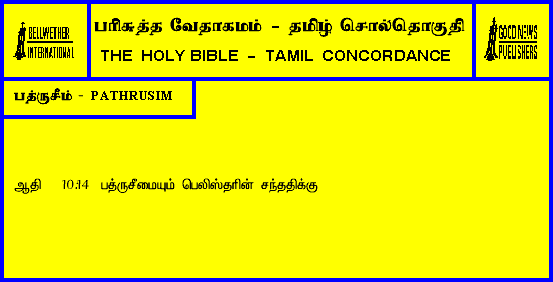 BELLWETHER
INTERNATIONAL
பரிசுத்த வேதாகமம் - தமிழ் சொல்தொகுதி
THE HOLY BIBLE - TAMIL CONCORDANCE
GOOD NEWS
PUBLISHERS
பத்ருசீம் - PATHRUSIM
ஆதி 10:14 பத்ருசீமையும் பெலிஸ்தரின் சந்ததிக்கு